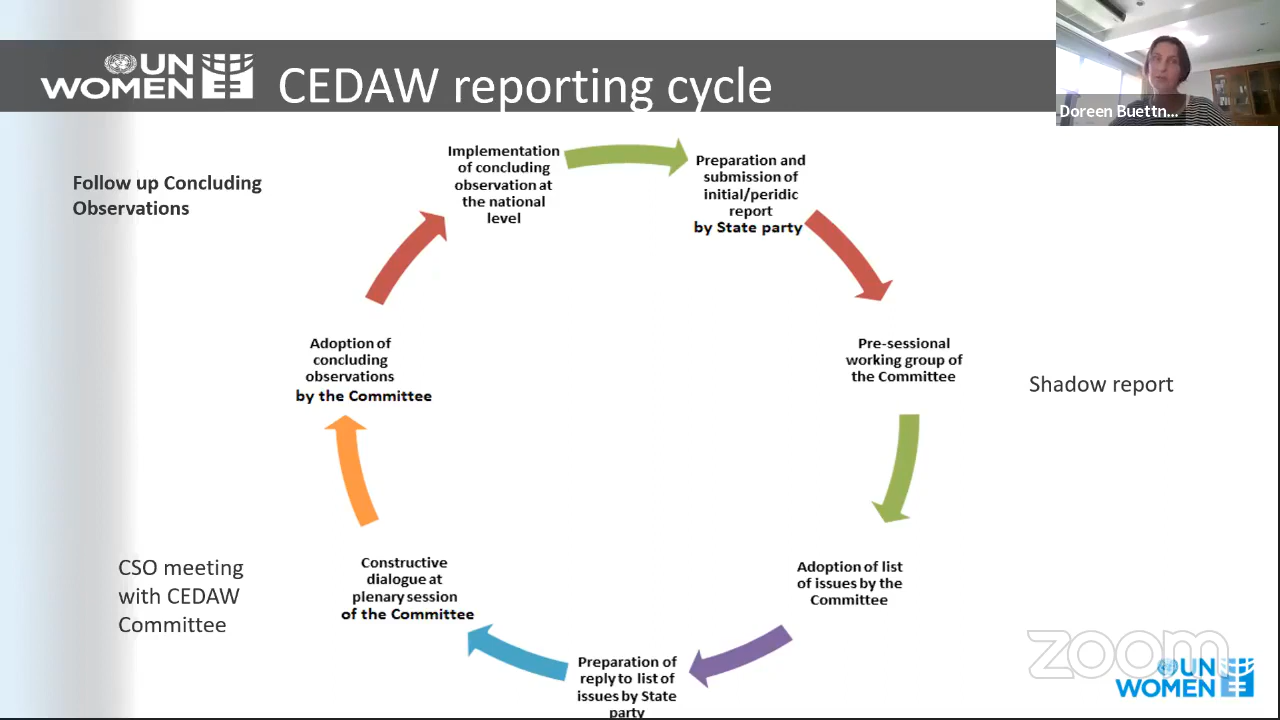 UN
WOMEN
CEDAW reporting cycle
Doreen Buettn...
Follow up Concluding
Observations
Implementation
of concluding
observation at
the national
level
Preparation and
submission of
initial/peridic
report
by State party
Adoption of
concluding
observations
by the Committee
Pre-sessional
working group of
the Committee
Shadow report
CSO meeting
with CEDAW
Committee
Constructive
dialogue at
plenary session
of the Committee
Adoption of list
of issues by the
Committee
Preparation of
reply to list of
issues by State
party
zoom
UN
WOMEN